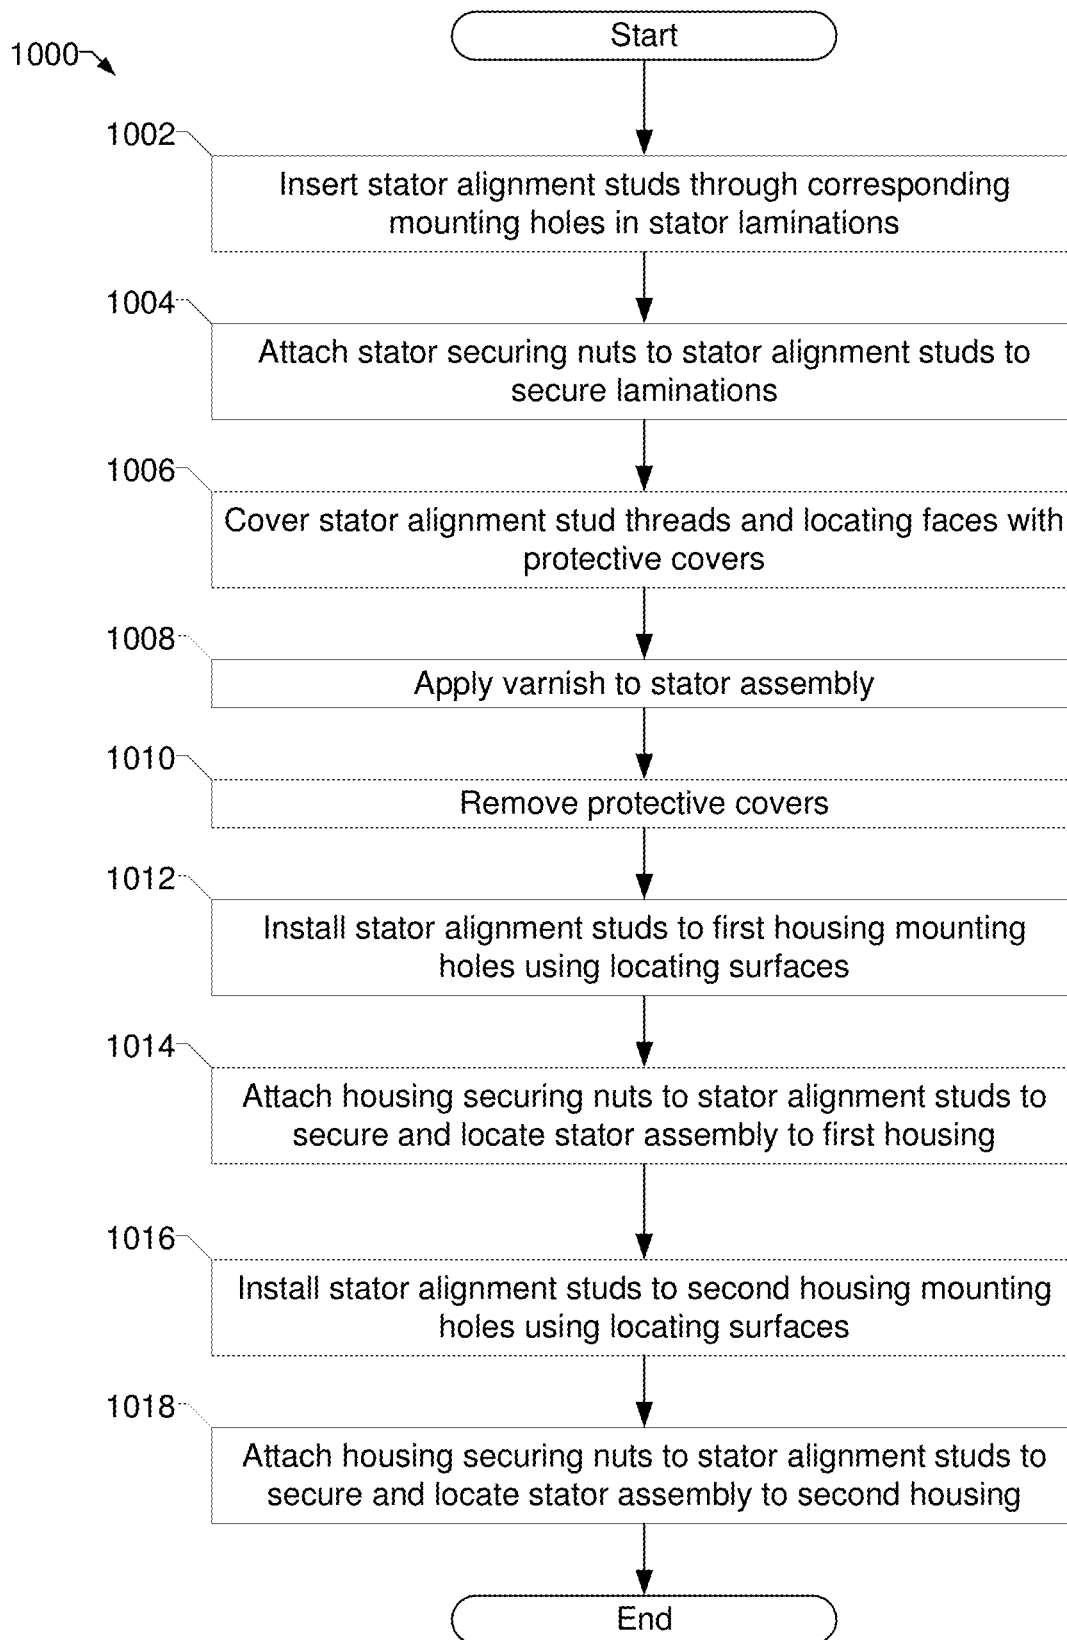 Start
1000
1002
Insert stator alignment studs through corresponding
mounting holes in stator laminations
1004
Attach stator securing nuts to stator alignment studs to
secure laminations
1006
Cover stator alignment stud threads and locating faces with
protective covers
1008
Apply varnish to stator assembly
1010
Remove protective covers
1012
Install stator alignment studs to first housing mounting
holes using locating surfaces
1014
Attach housing securing nuts to stator alignment studs to
secure and locate stator assembly to first housing
1016
Install stator alignment studs to second housing mounting
holes using locating surfaces
1018
Attach housing securing nuts to stator alignment studs to
secure and locate stator assembly to second housing
End